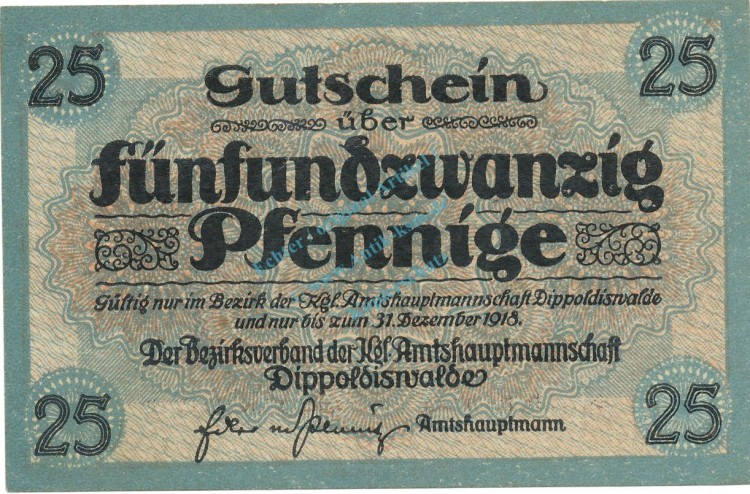 25 25
Gutschein
über
fünfundzwanzig
Pfennige
Gültig nur im Bezirk der Kgl. Amtshauptmannschaft Dippoldiswalde
und nur bis zum 31. Dezember 1918.
Der Bezirksverband der Kgl. Amtshauptmannschaft
Dippoldiswalde
Amtshauptmann
25 25